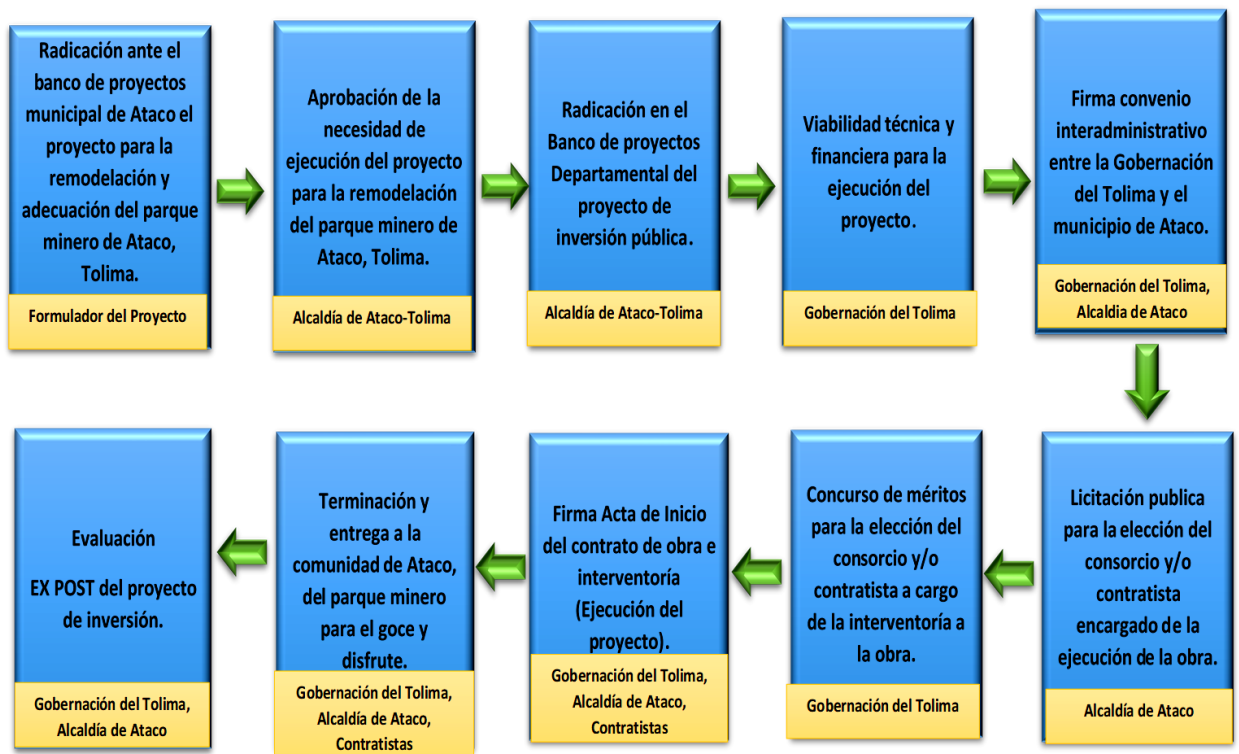 Radicación ante el
banco de proyectos
municipal de Ataco el
proyecto para la
remodelación y
adecuación del parque
minero de Ataco,
Tolima.
Formulador del Proyecto
Aprobación de la
necesidad de
ejecución del proyecto
para la remodelación
del parque minero de
Ataco, Tolima.
Alcaldía de Ataco-Tolima
Radicación en el
Banco de proyectos
Departamental del
proyecto de
inversión pública.
Alcaldía de Ataco-Tolima
Viabilidad técnica y
financiera para la
ejecución del
proyecto.
Gobernación del Tolima
Firma convenio
interadministrativo
entre la Gobernación
del Tolima y el
municipio de Ataco.
Gobernación del Tolima,
Alcaldia de Ataco
Licitación publica
para la elección del
consorcio y/o
contratista
encargado de la
ejecución de la obra.
Alcaldía de Ataco
Concurso de méritos
para la elección del
consorcio y/o
contratista a cargo
de la interventoría a
la obra.
Gobernación del Tolima
Firma Acta de Inicio
del contrato de obra e
interventoría
(Ejecución del
proyecto).
Gobernación del Tolima,
Alcaldía de Ataco,
Contratistas
Terminación y
entrega a la
comunidad de Ataco,
del parque minero
para el goce y
disfrute.
Gobernación del Tolima,
Alcaldía de Ataco,
Contratistas
Evaluación
EX POST del proyecto
de inversión.
Gobernación del Tolima,
Alcaldía de Ataco